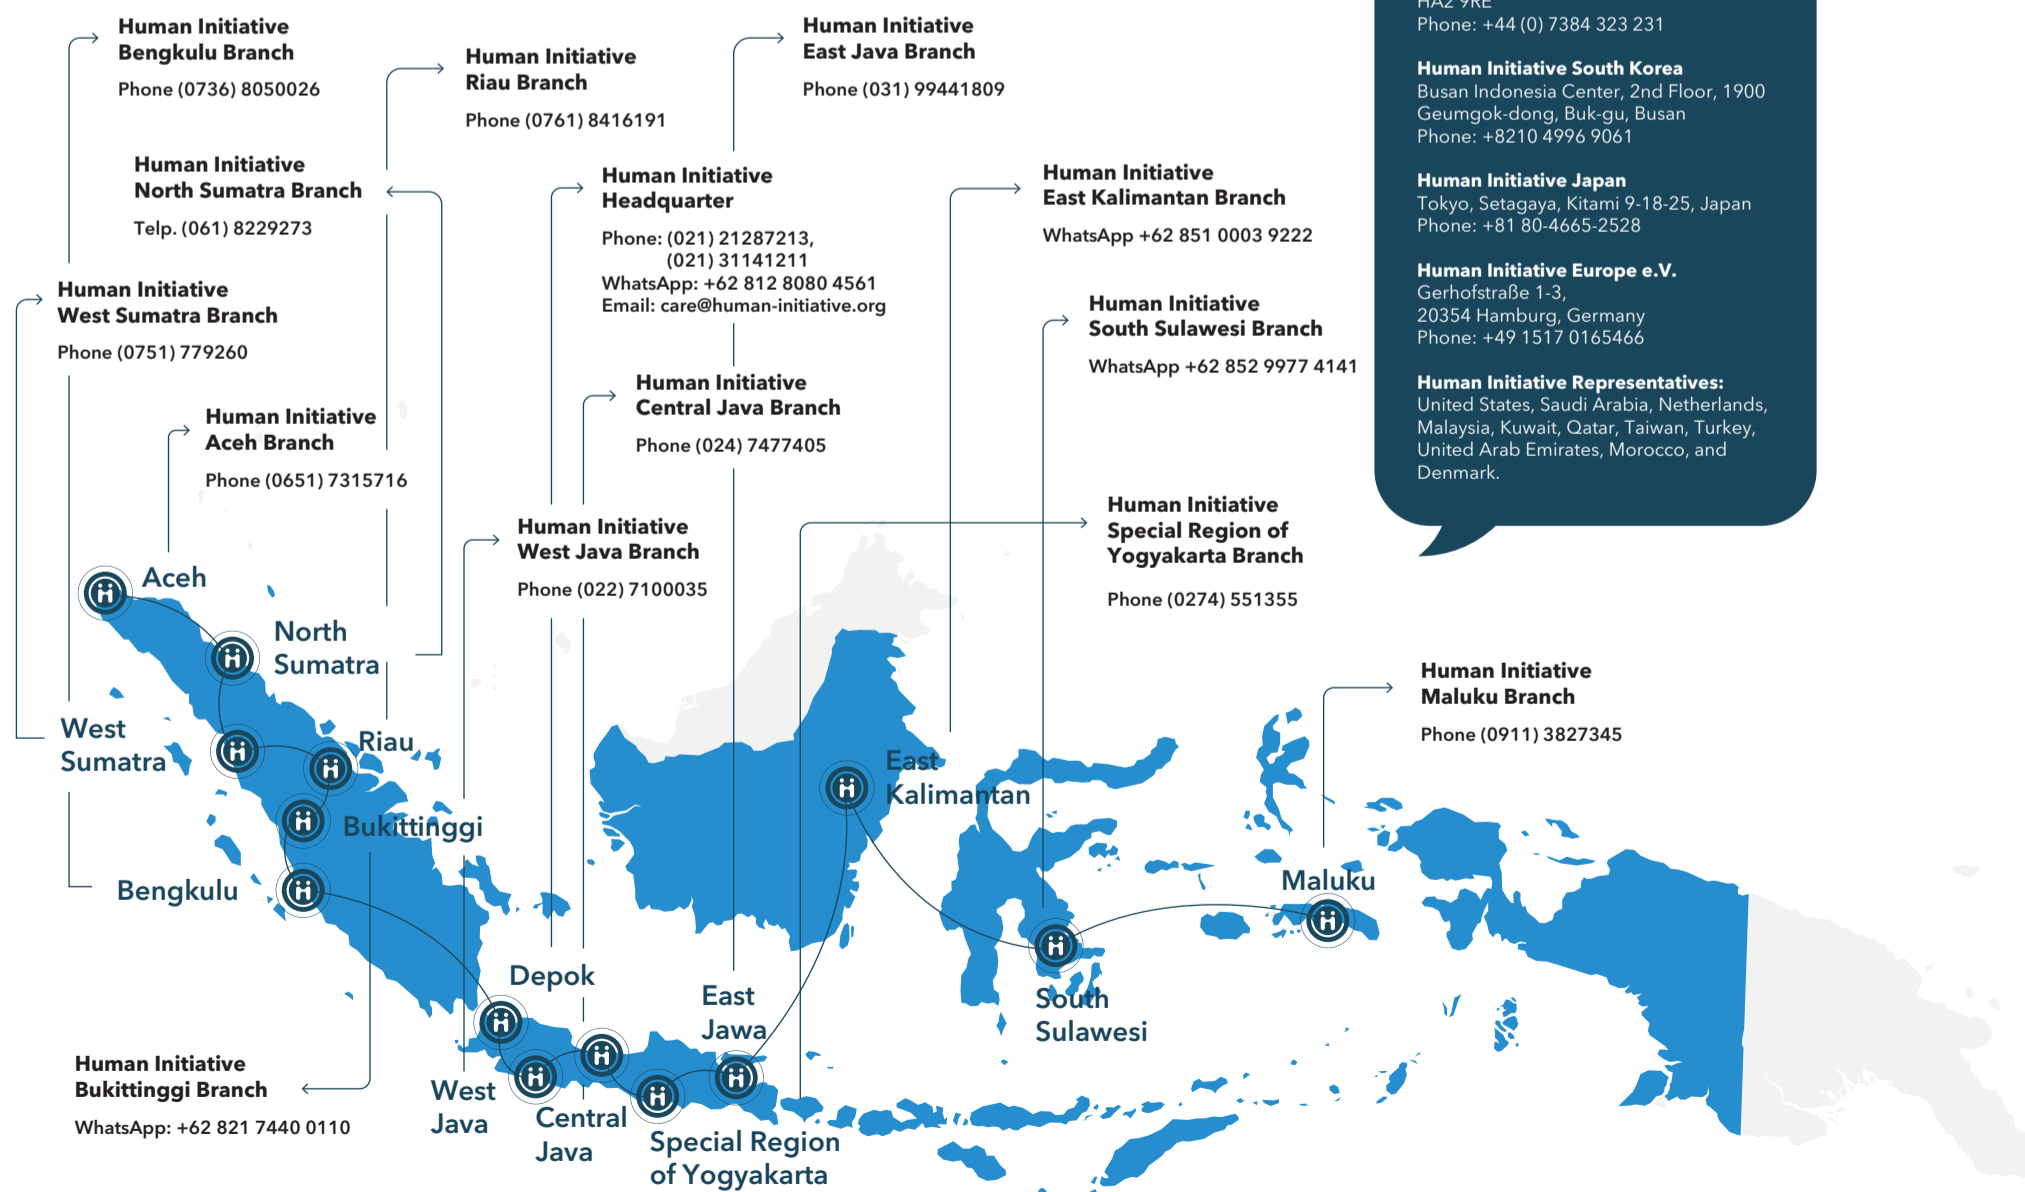 Human Initiative
Bengkulu Branch
Phone (0736) 8050026
Human Initiative
Riau Branch
Phone (0761) 8416191
Human Initiative
East Java Branch
Phone (031) 99441809
Human Initiative
North Sumatra Branch
Telp. (061) 8229273
Human Initiative
Headquarter
Phone: (021) 21287213,
(021) 31141211
WhatsApp: +62 812 8080 4561
Email: care@human-initiative.org
Human Initiative
East Kalimantan Branch
WhatsApp +62 851 0003 9222
Human Initiative
West Sumatra Branch
Phone (0751) 779260
Human Initiative
South Sulawesi Branch
WhatsApp +62 852 9977 4141
Human Initiative
Central Java Branch
Phone (024) 7477405
Human Initiative
Aceh Branch
Phone (0651) 7315716
Human Initiative
West Java Branch
Phone (022) 7100035
Human Initiative
Special Region of
Yogyakarta Branch
Phone (0274) 551355
Human Initiative
Maluku Branch
Phone (0911) 3827345
Human Initiative
Bukittinggi Branch
WhatsApp: +62 821 7440 0110
HA2 9RE
Phone: +44 (0) 7384 323 231
Human Initiative South Korea
Busan Indonesia Center, 2nd Floor, 1900
Geumgok-dong, Buk-gu, Busan
Phone: +8210 4996 9061
Human Initiative Japan
Tokyo, Setagaya, Kitami 9-18-25, Japan
Phone: +81 80-4665-2528
Human Initiative Europe e.V.
Gerhofstraße 1-3,
20354 Hamburg, Germany
Phone: +49 1517 0165466
Human Initiative Representatives:
United States, Saudi Arabia, Netherlands,
Malaysia, Kuwait, Qatar, Taiwan, Turkey,
United Arab Emirates, Morocco, and
Denmark.
Aceh
North
Sumatra
West
Sumatra
Riau
Bukittinggi
Bengkulu
Depok
West
Java
Central
Java
East
Jawa
Special Region
of Yogyakarta
East
Kalimantan
South
Sulawesi
Maluku